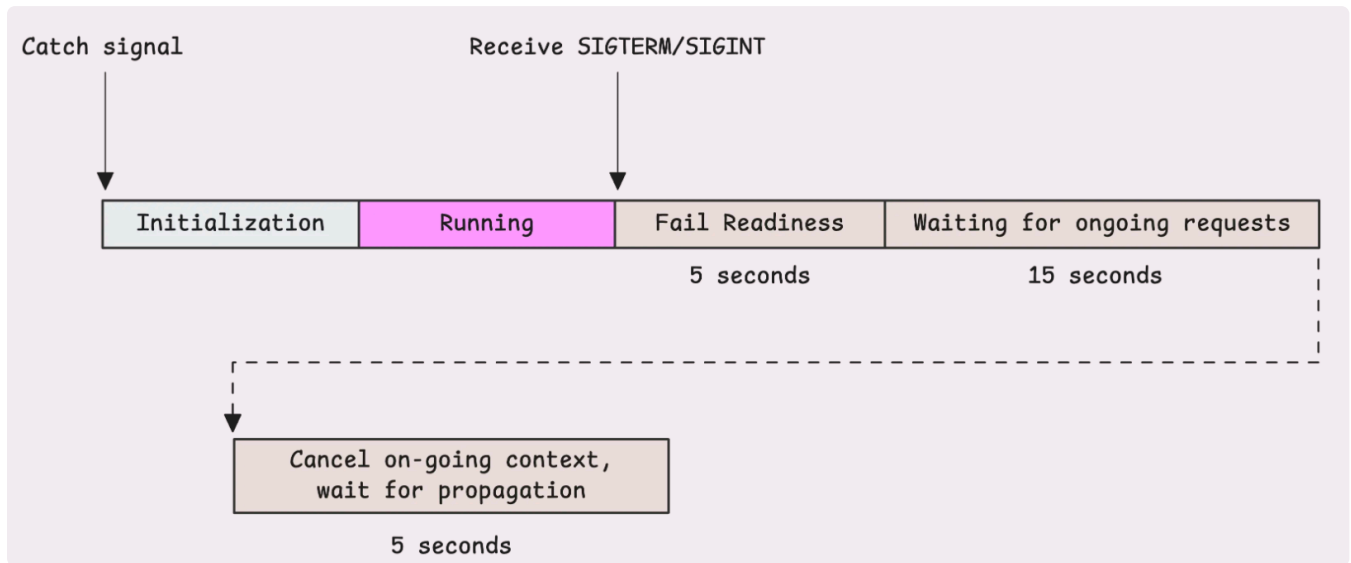 Catch signal
Receive SIGTERM/SIGINT
Initialization
Running
Fail Readiness
Waiting for ongoing requests
5 seconds
15 seconds
Cancel on-going context,
wait for propagation
5 seconds